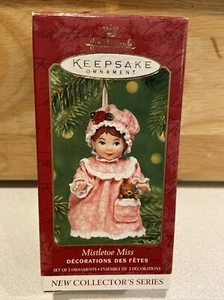 Hallmark
KEEPSAKE
ORNAMENT
Mistletoe Miss
DÉCORATIONS DES FÊTES
SET OF 2 ORNAMENTS • ENSEMBLE DE 2 DÉCORATIONS
NEW COLLECTOR'S SERIES